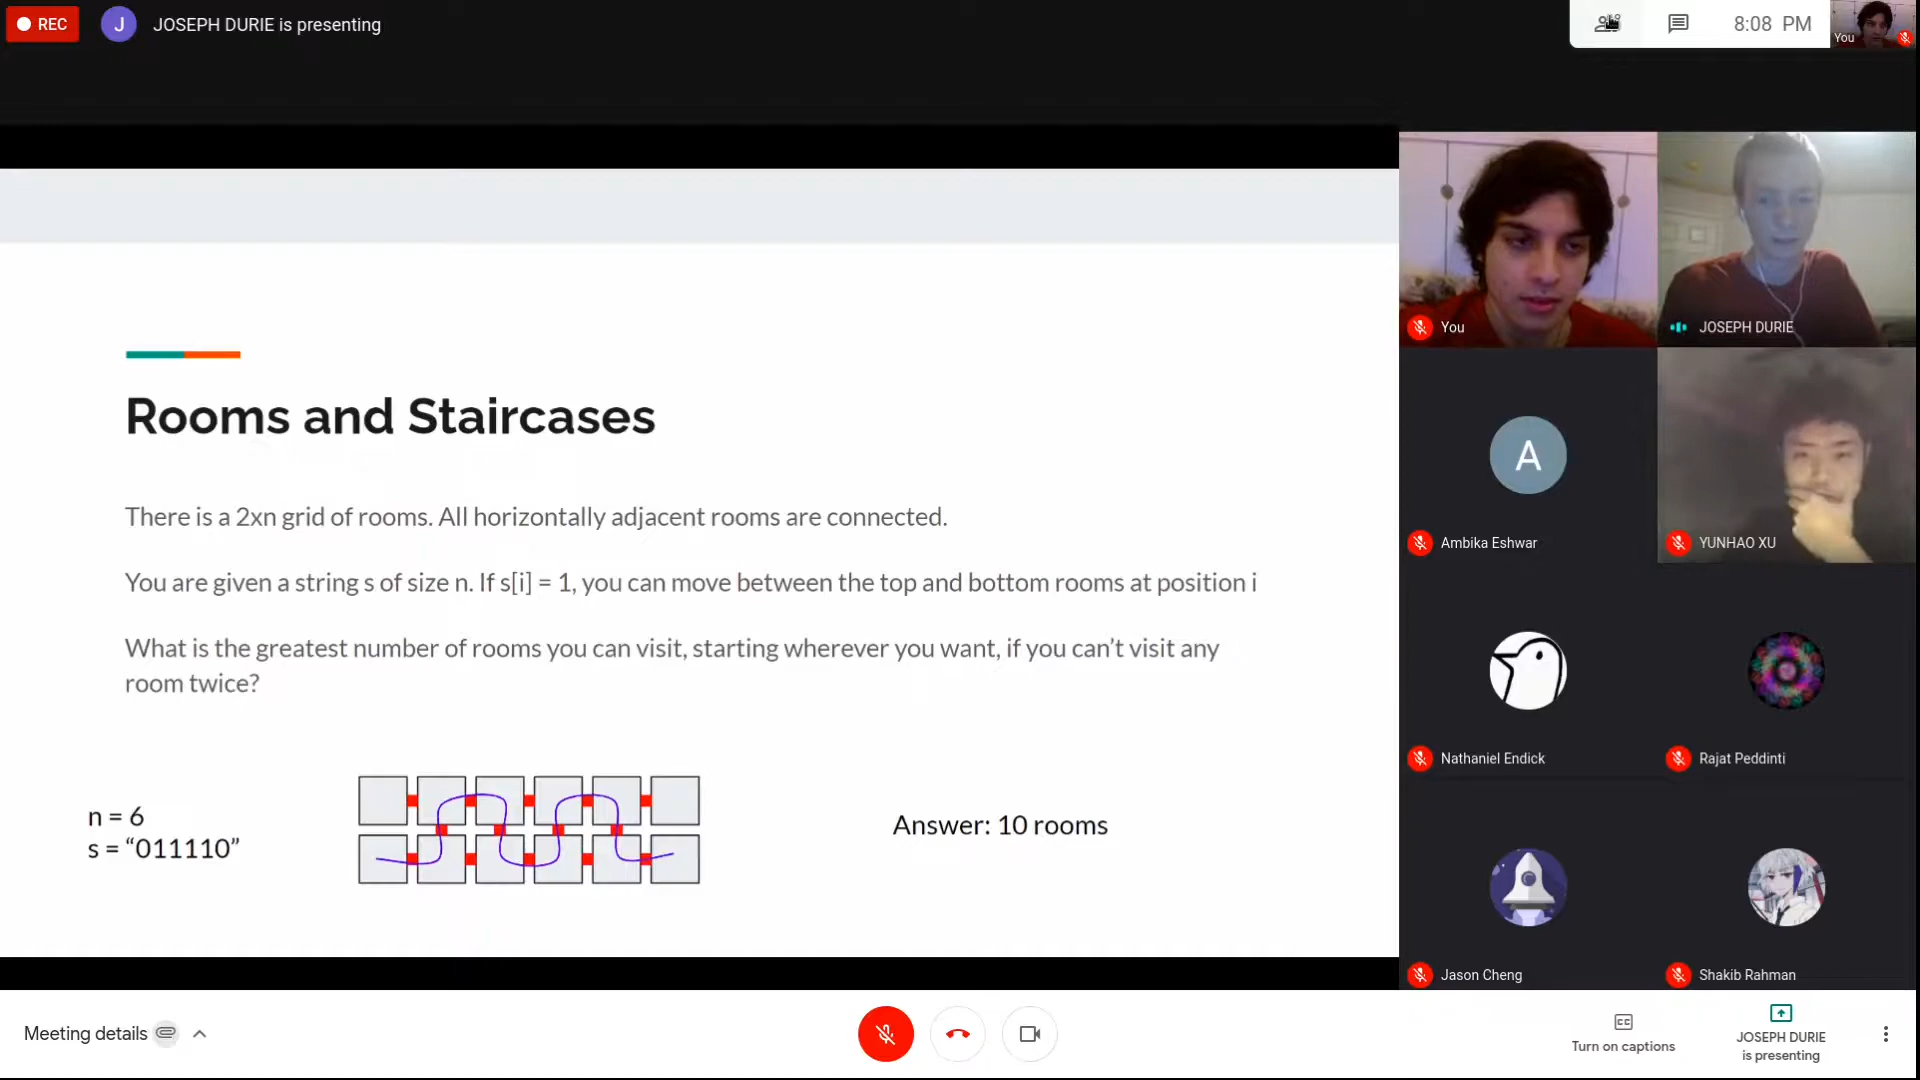 REC
J
JOSEPH DURIE is presenting
8:08 PM
You
Rooms and Staircases
There is a 2xn grid of rooms. All horizontally adjacent rooms are connected.
You are given a string s of size n. If s[i] = 1, you can move between the top and bottom rooms at position i
What is the greatest number of rooms you can visit, starting wherever you want, if you can't visit any
room twice?
n = 6
s = “011110”
Answer: 10 rooms
You
JOSEPH DURIE
A
Ambika Eshwar
YUNHAO XU
Nathaniel Endick
Rajat Peddinti
Jason Cheng
Shakib Rahman
Meeting details
CC
Turn on captions
JOSEPH DURIE
is presenting